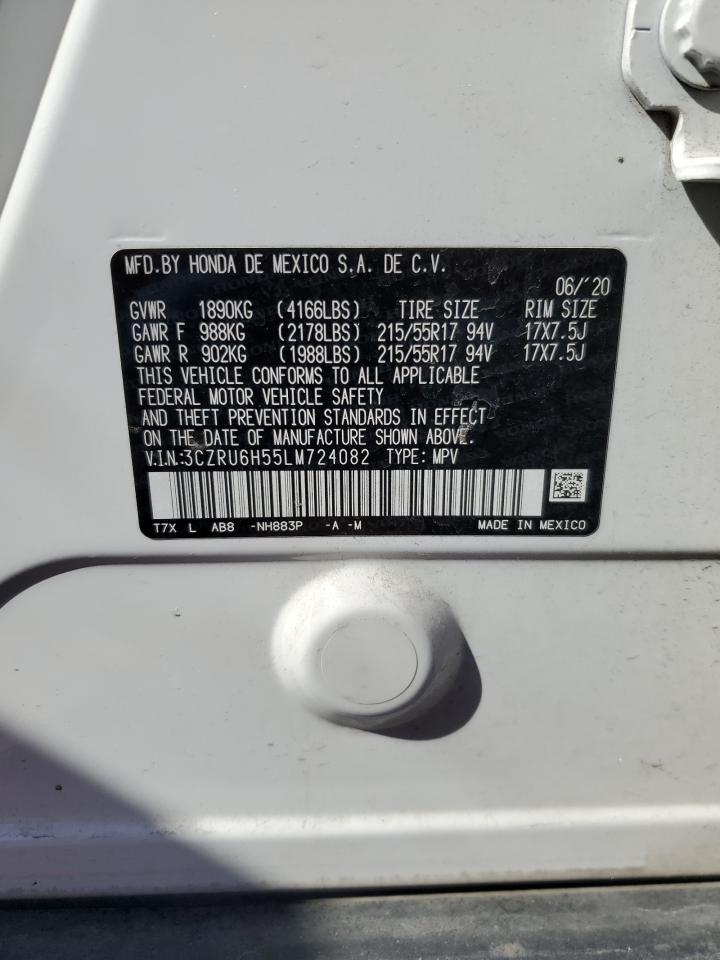 MFD.BY HONDA DE MEXICO S.A. DE C.V.
06/'20
GVWR 1890KG (4166LBS) TIRE SIZE RIM SIZE
GAWR F 988KG (2178LBS) 215/55R17 94V 17X7.5J
GAWR R 902KG (1988LBS) 215/55R17 94V 17X7.5J
THIS VEHICLE CONFORMS TO ALL APPLICABLE
FEDERAL MOTOR VEHICLE SAFETY
AND THEFT PREVENTION STANDARDS IN EFFECT
ON THE DATE OF MANUFACTURE SHOWN ABOVE.
V.I.N.:3CZRU6H55LM724082 TYPE: MPV
T7X L AB8 -NH883P -A -M MADE IN MEXICO